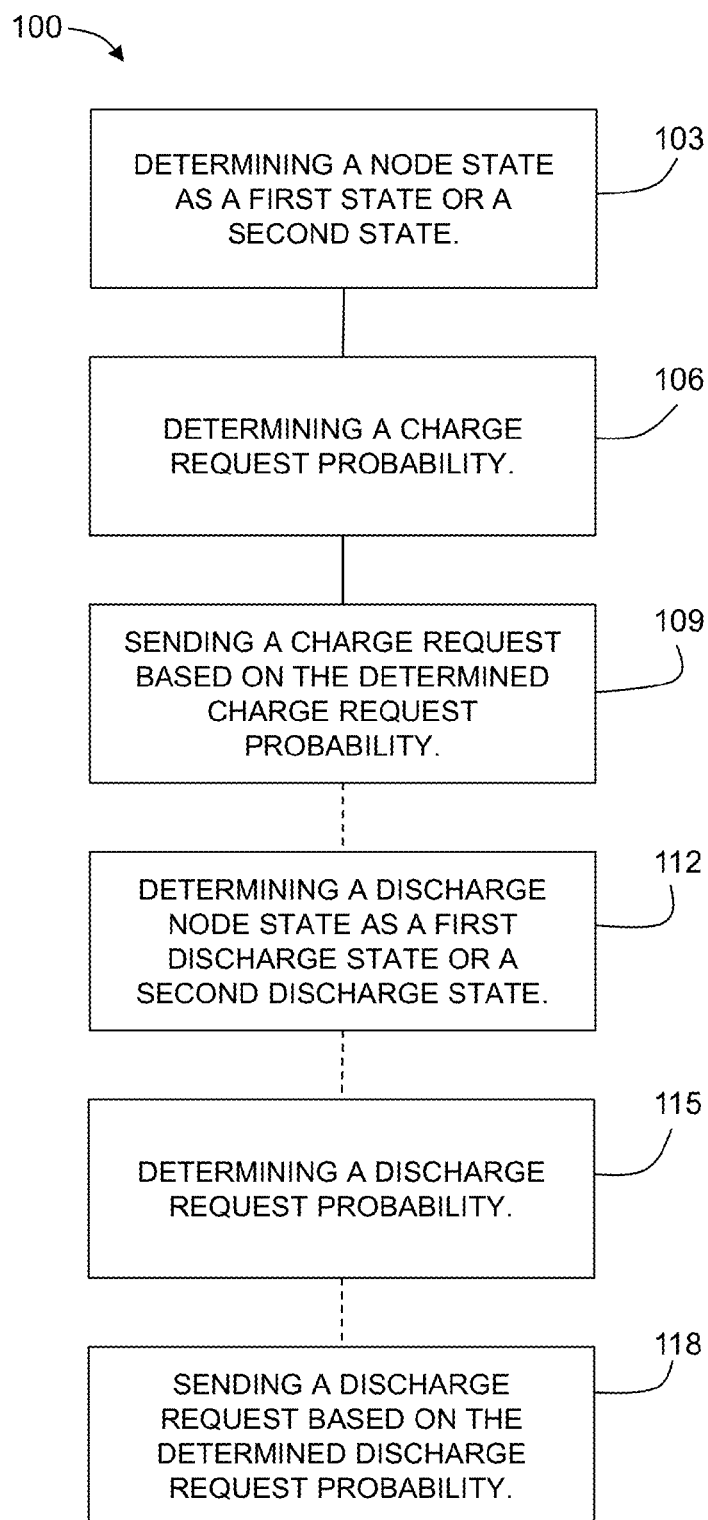 100
103
DETERMINING A NODE STATE
AS A FIRST STATE OR A
SECOND STATE.
106
DETERMINING A CHARGE
REQUEST PROBABILITY.
109
SENDING A CHARGE REQUEST
BASED ON THE DETERMINED
CHARGE REQUEST
PROBABILITY.
112
DETERMINING A DISCHARGE
NODE STATE AS A FIRST
DISCHARGE STATE OR A
SECOND DISCHARGE STATE.
115
DETERMINING A DISCHARGE
REQUEST PROBABILITY.
118
SENDING A DISCHARGE
REQUEST BASED ON THE
DETERMINED DISCHARGE
REQUEST PROBABILITY.